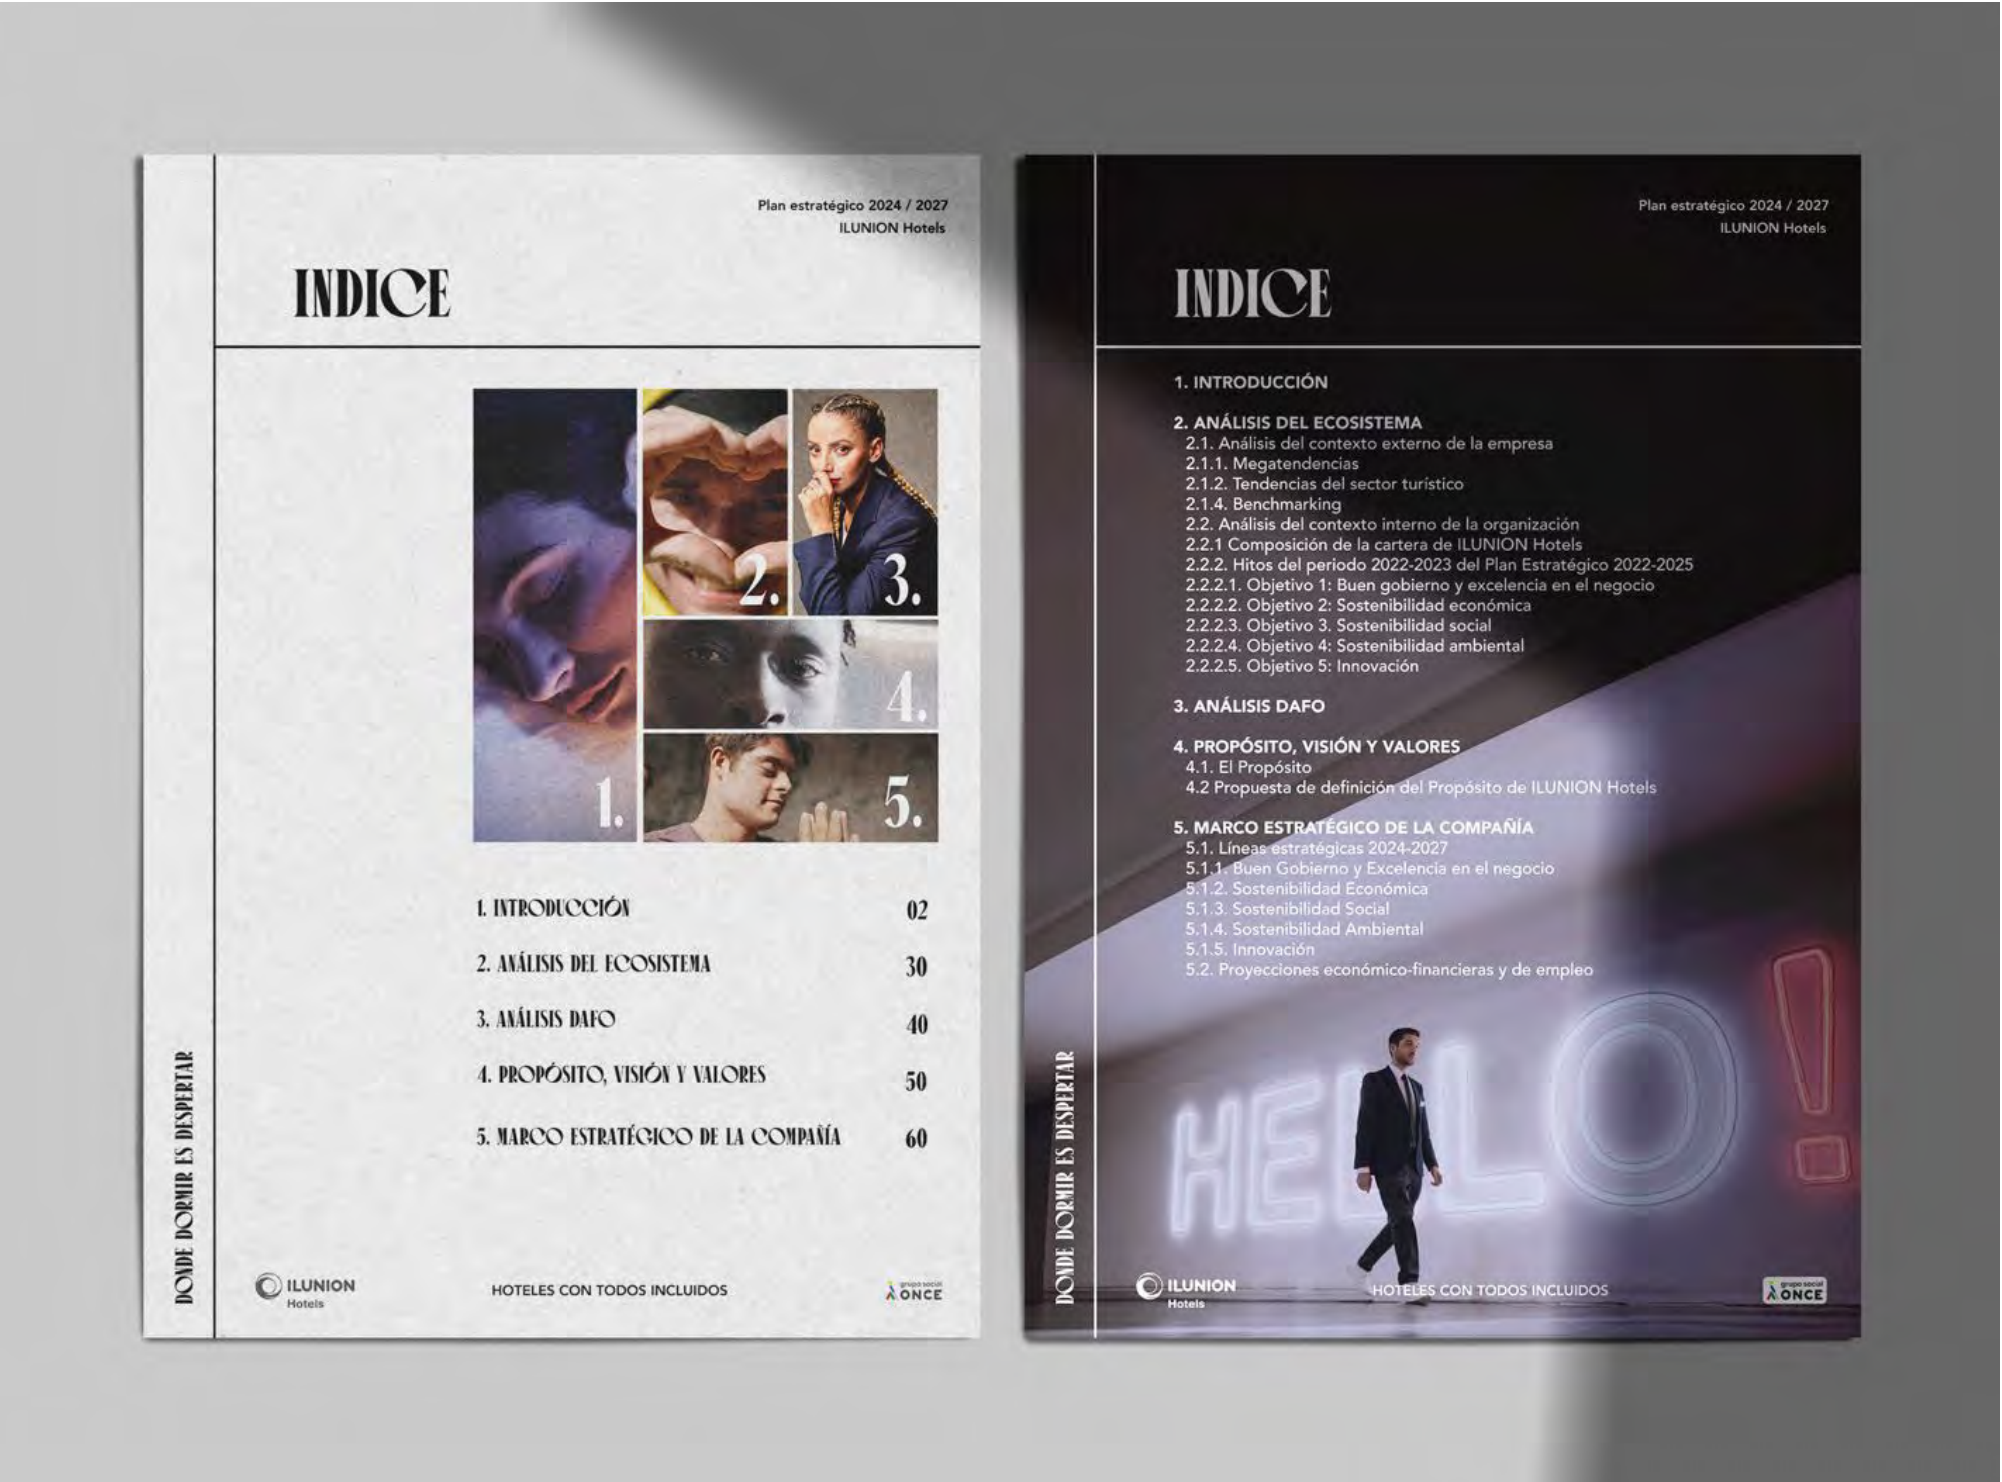 Plan estratégico 2024 / 2027
ILUNION Hotels
INDICE
1.
2.
3.
4.
5.
1. INTRODUCCIÓN 02
2. ANÁLISIS DEL ECOSISTEMA 30
3. ANÁLISIS DAFO 40
4. PROPÓSITO, VISIÓN Y VALORES 50
5. MARCO ESTRATÉGICO DE LA COMPAÑÍA 60
DONDE DORMIR ES DESPERTAR
ILUNION
Hotels
HOTELES CON TODOS INCLUIDOS
grupo social
ONCE
Plan estratégico 2024 / 2027
ILUNION Hotels
INDICE
1. INTRODUCCIÓN
2. ANÁLISIS DEL ECOSISTEMA
2.1. Análisis del contexto externo de la empresa
2.1.1. Megatendencias
2.1.2. Tendencias del sector turístico
2.1.4. Benchmarking
2.2. Análisis del contexto interno de la organización
2.2.1 Composición de la cartera de ILUNION Hotels
2.2.2. Hitos del periodo 2022-2023 del Plan Estratégico 2022-2025
2.2.2.1. Objetivo 1: Buen gobierno y excelencia en el negocio
2.2.2.2. Objetivo 2: Sostenibilidad económica
2.2.2.3. Objetivo 3. Sostenibilidad social
2.2.2.4. Objetivo 4: Sostenibilidad ambiental
2.2.2.5. Objetivo 5: Innovación
3. ANÁLISIS DAFO
4. PROPÓSITO, VISIÓN Y VALORES
4.1. El Propósito
4.2 Propuesta de definición del Propósito de ILUNION Hotels
5. MARCO ESTRATÉGICO DE LA COMPAÑÍA
5.1. Líneas estratégicas 2024-2027
5.1.1. Buen Gobierno y Excelencia en el negocio
5.1.2. Sostenibilidad Económica
5.1.3. Sostenibilidad Social
5.1.4. Sostenibilidad Ambiental
5.1.5. Innovación
5.2. Proyecciones económico-financieras y de empleo
HELLO!
DONDE DORMIR ES DESPERTAR
ILUNION
Hotels
HOTELES CON TODOS INCLUIDOS
grupo social
ONCE